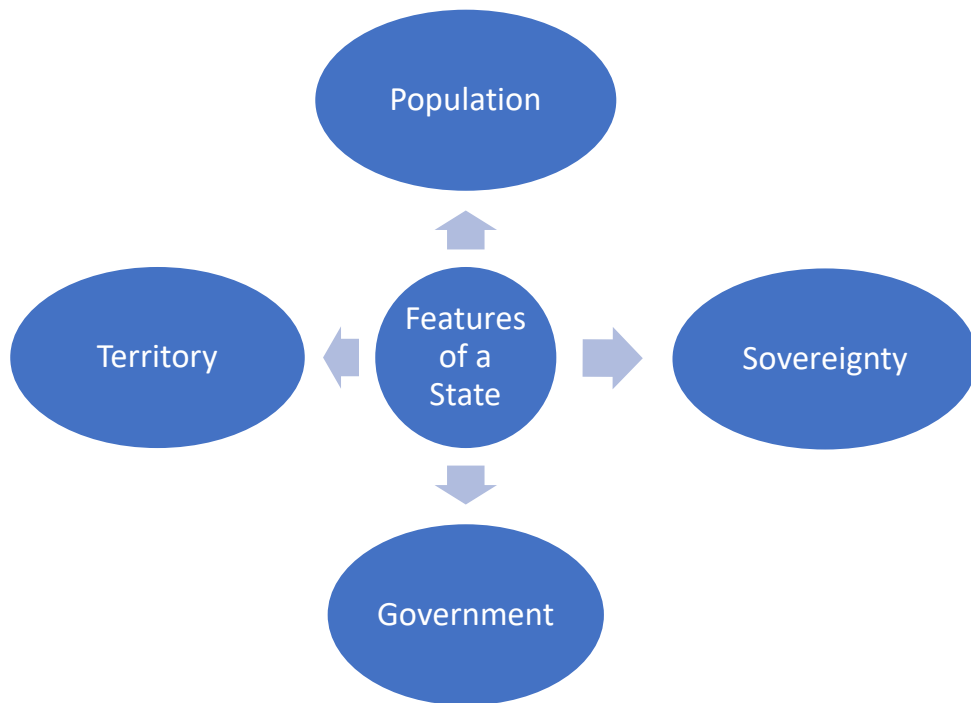 Population
Territory
Features
of a
State
Sovereignty
Government